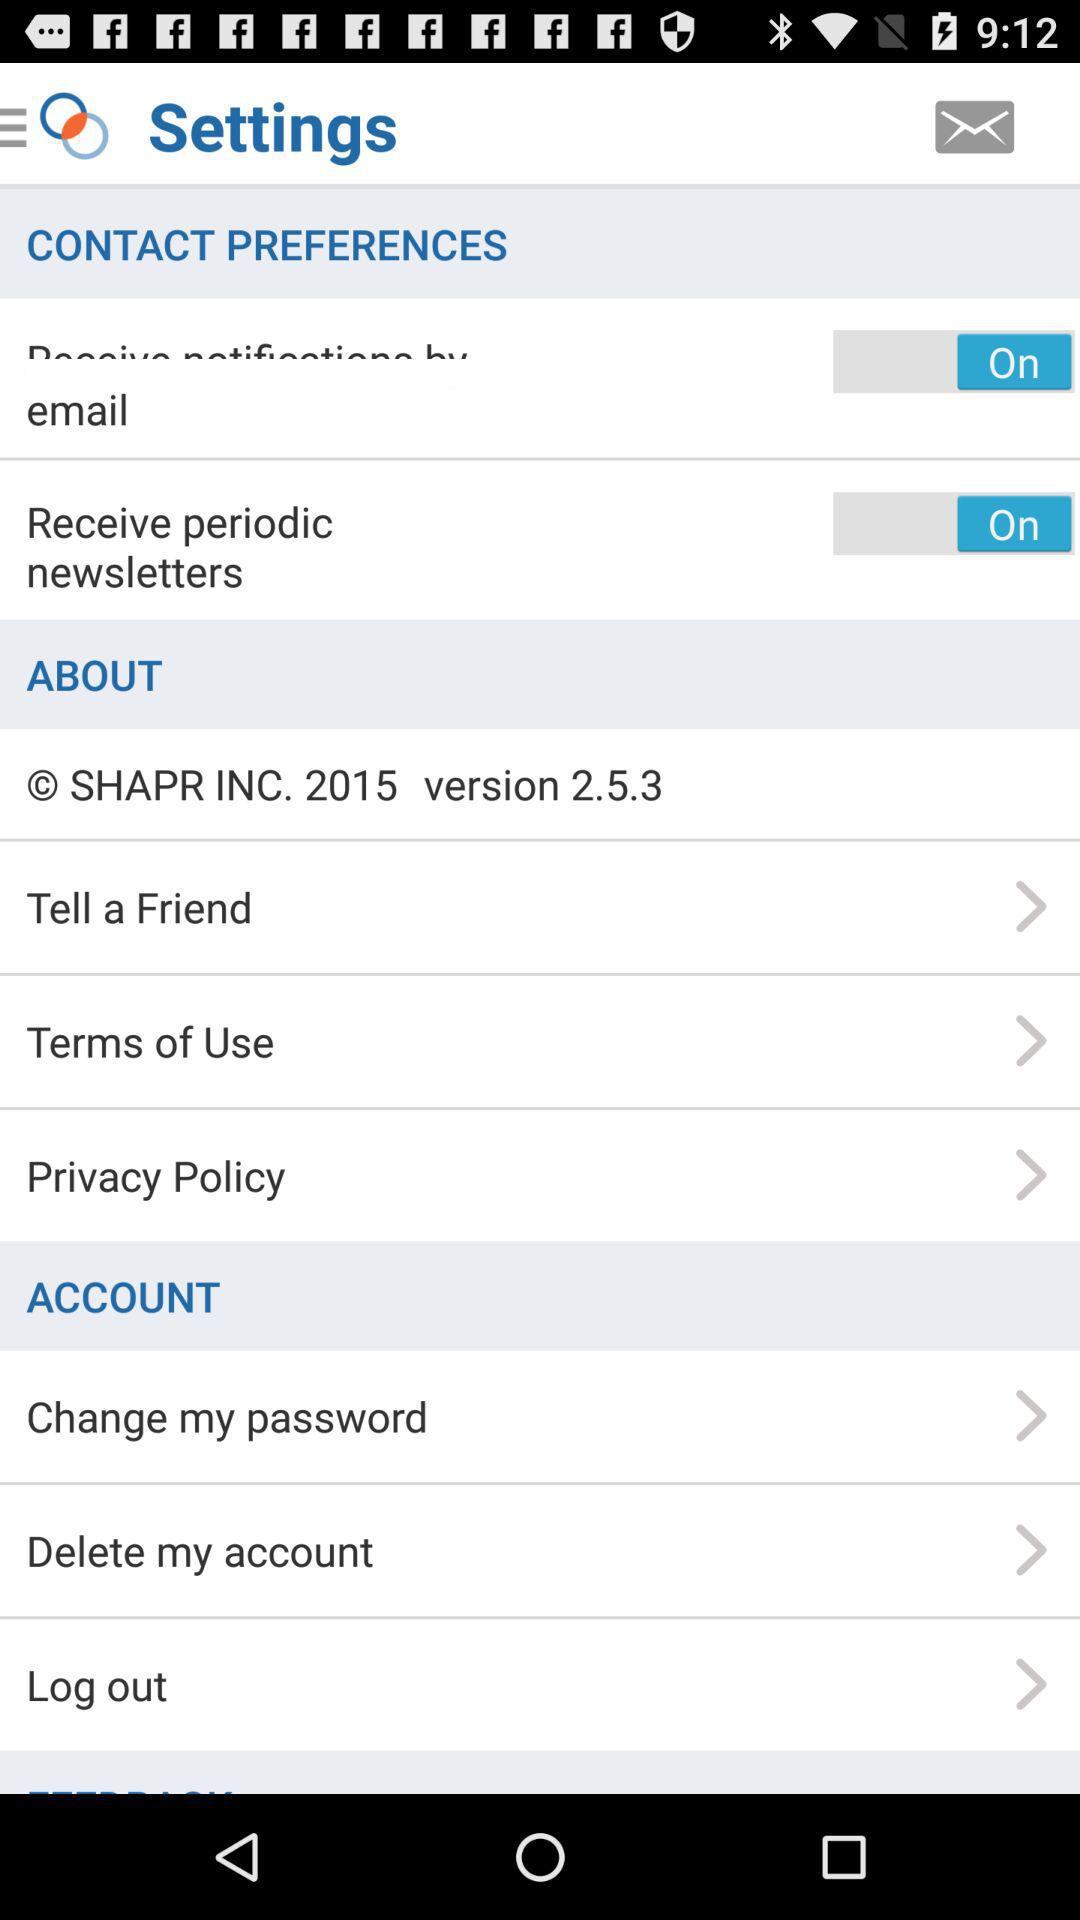 9:12
Settings
CONTACT PREFERENCES
Receive notifications by
On
email
Receive periodic
On
newsletters
ABOUT
© SHAPR INC. 2015 version 2.5.3
Tell a Friend
Terms of Use
Privacy Policy
ACCOUNT
Change my password
Delete my account
Log out
FEEDBACK